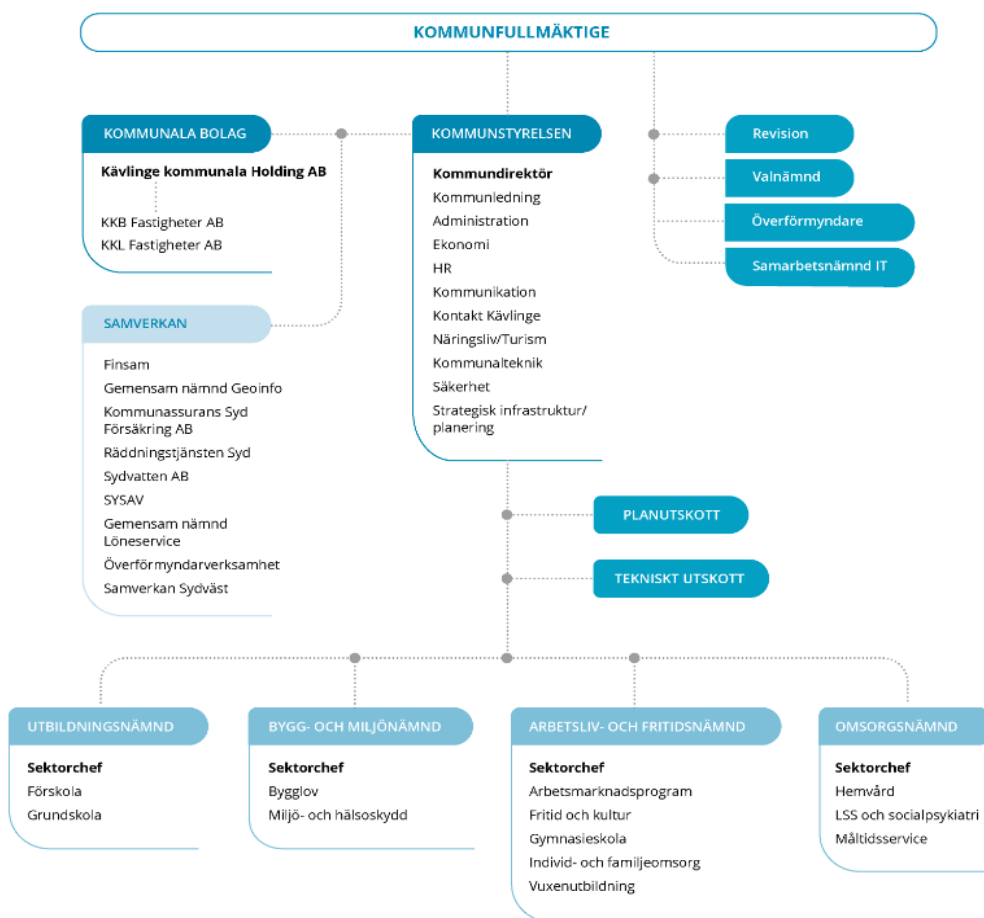 KOMMUNFULLMÄKTIGE
KOMMUNALA BOLAG
Kävlinge kommunala Holding AB
KKB Fastigheter AB
KKL Fastigheter AB
SAMVERKAN
Finsam
Gemensam nämnd Geoinfo
Kommunassurans Syd
Försäkring AB
Räddningstjänsten Syd
Sydvatten AB
SYSAV
Gemensam nämnd
Löneservice
Överförmyndarverksamhet
Samverkan Sydväst
KOMMUNSTYRELSEN
Kommundirektör
Kommunledning
Administration
Ekonomi
HR
Kommunikation
Kontakt Kävlinge
Näringsliv/Turism
Kommunalteknik
Säkerhet
Strategisk infrastruktur/
planering
Revision
Valnämnd
Överförmyndare
Samarbetsnämnd IT
PLANUTSKOTT
TEKNISKT UTSKOTT
UTBILDNINGSNÄMND
Sektorchef
Förskola
Grundskola
BYGG- OCH MILJÖNÄMND
Sektorchef
Bygglov
Miljö- och hälsoskydd
ARBETSLIV- OCH FRITIDSNÄMND
Sektorchef
Arbetsmarknadsprogram
Fritid och kultur
Gymnasieskola
Individ- och familjeomsorg
Vuxenutbildning
OMSORGSNÄMND
Sektorchef
Hemvård
LSS och socialpsykiatri
Måltidsservice